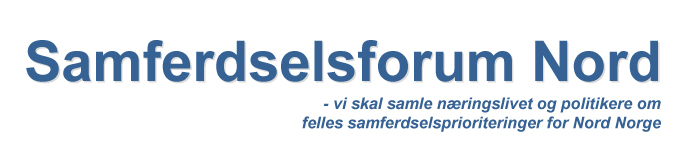 Samferdselsforum Nord
- vi skal samle næringslivet og politikere om
felles samferdselsprioriteringer for Nord Norge